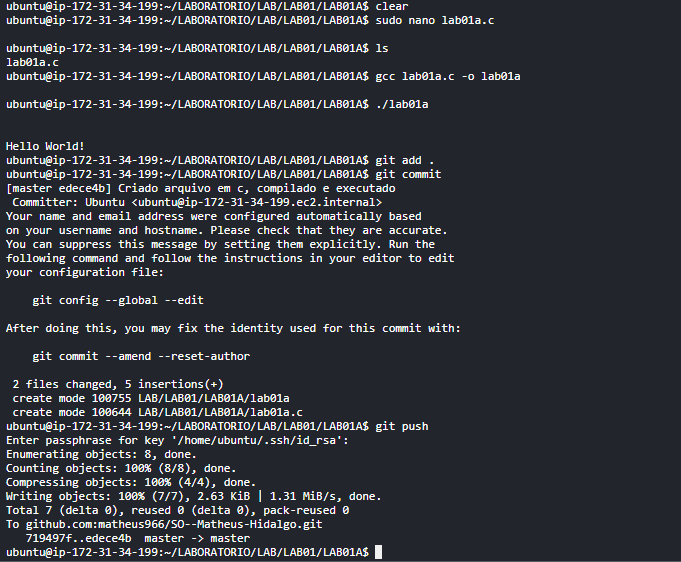 ubuntu@ip-172-31-34-199:~/LABORATORIO/LAB/LAB01/LAB01A$ clear
ubuntu@ip-172-31-34-199:~/LABORATORIO/LAB/LAB01/LAB01A$ sudo nano lab01a.c
ubuntu@ip-172-31-34-199:~/LABORATORIO/LAB/LAB01/LAB01A$ ls
lab01a.c
ubuntu@ip-172-31-34-199:~/LABORATORIO/LAB/LAB01/LAB01A$ gcc lab01a.c -o lab01a
ubuntu@ip-172-31-34-199:~/LABORATORIO/LAB/LAB01/LAB01A$ ./lab01a
Hello World!
ubuntu@ip-172-31-34-199:~/LABORATORIO/LAB/LAB01/LAB01A$ git add .
ubuntu@ip-172-31-34-199:~/LABORATORIO/LAB/LAB01/LAB01A$ git commit
[master edece4b] Criado arquivo em c, compilado e executado
 Committer: Ubuntu <ubuntu@ip-172-31-34-199.ec2.internal>
Your name and email address were configured automatically based
on your username and hostname. Please check that they are accurate.
You can suppress this message by setting them explicitly. Run the
following command and follow the instructions in your editor to edit
your configuration file:
    git config --global --edit
After doing this, you may fix the identity used for this commit with:
    git commit --amend --reset-author
 2 files changed, 5 insertions(+)
 create mode 100755 LAB/LAB01/LAB01A/lab01a
 create mode 100644 LAB/LAB01/LAB01A/lab01a.c
ubuntu@ip-172-31-34-199:~/LABORATORIO/LAB/LAB01/LAB01A$ git push
Enter passphrase for key '/home/ubuntu/.ssh/id_rsa':
Enumerating objects: 8, done.
Counting objects: 100% (8/8), done.
Compressing objects: 100% (4/4), done.
Writing objects: 100% (7/7), 2.63 KiB | 1.31 MiB/s, done.
Total 7 (delta 0), reused 0 (delta 0), pack-reused 0
To github.com:matheus966/SO--Matheus-Hidalgo.git
   719497f..edece4b  master -> master
ubuntu@ip-172-31-34-199:~/LABORATORIO/LAB/LAB01/LAB01A$